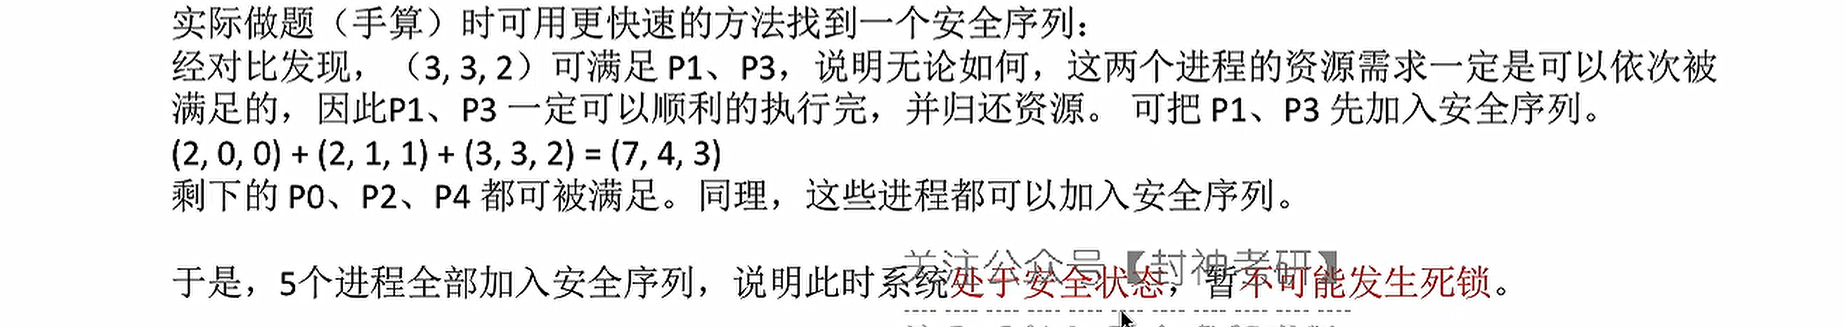 实际做题（手算）时可用更快速的方法找到一个安全序列：
经对比发现，（3, 3, 2）可满足 P1、P3，说明无论如何，这两个进程的资源需求一定是可以依次被
满足的，因此P1、P3 一定可以顺利的执行完，并归还资源。 可把 P1、P3 先加入安全序列。
(2, 0, 0) + (2, 1, 1) + (3, 3, 2) = (7, 4, 3)
剩下的 P0、P2、P4 都可被满足。同理，这些进程都可以加入安全序列。
关注公众号【封神考研】
于是，5个进程全部加入安全序列，说明此时系统处于安全状态，暂不可能发生死锁。